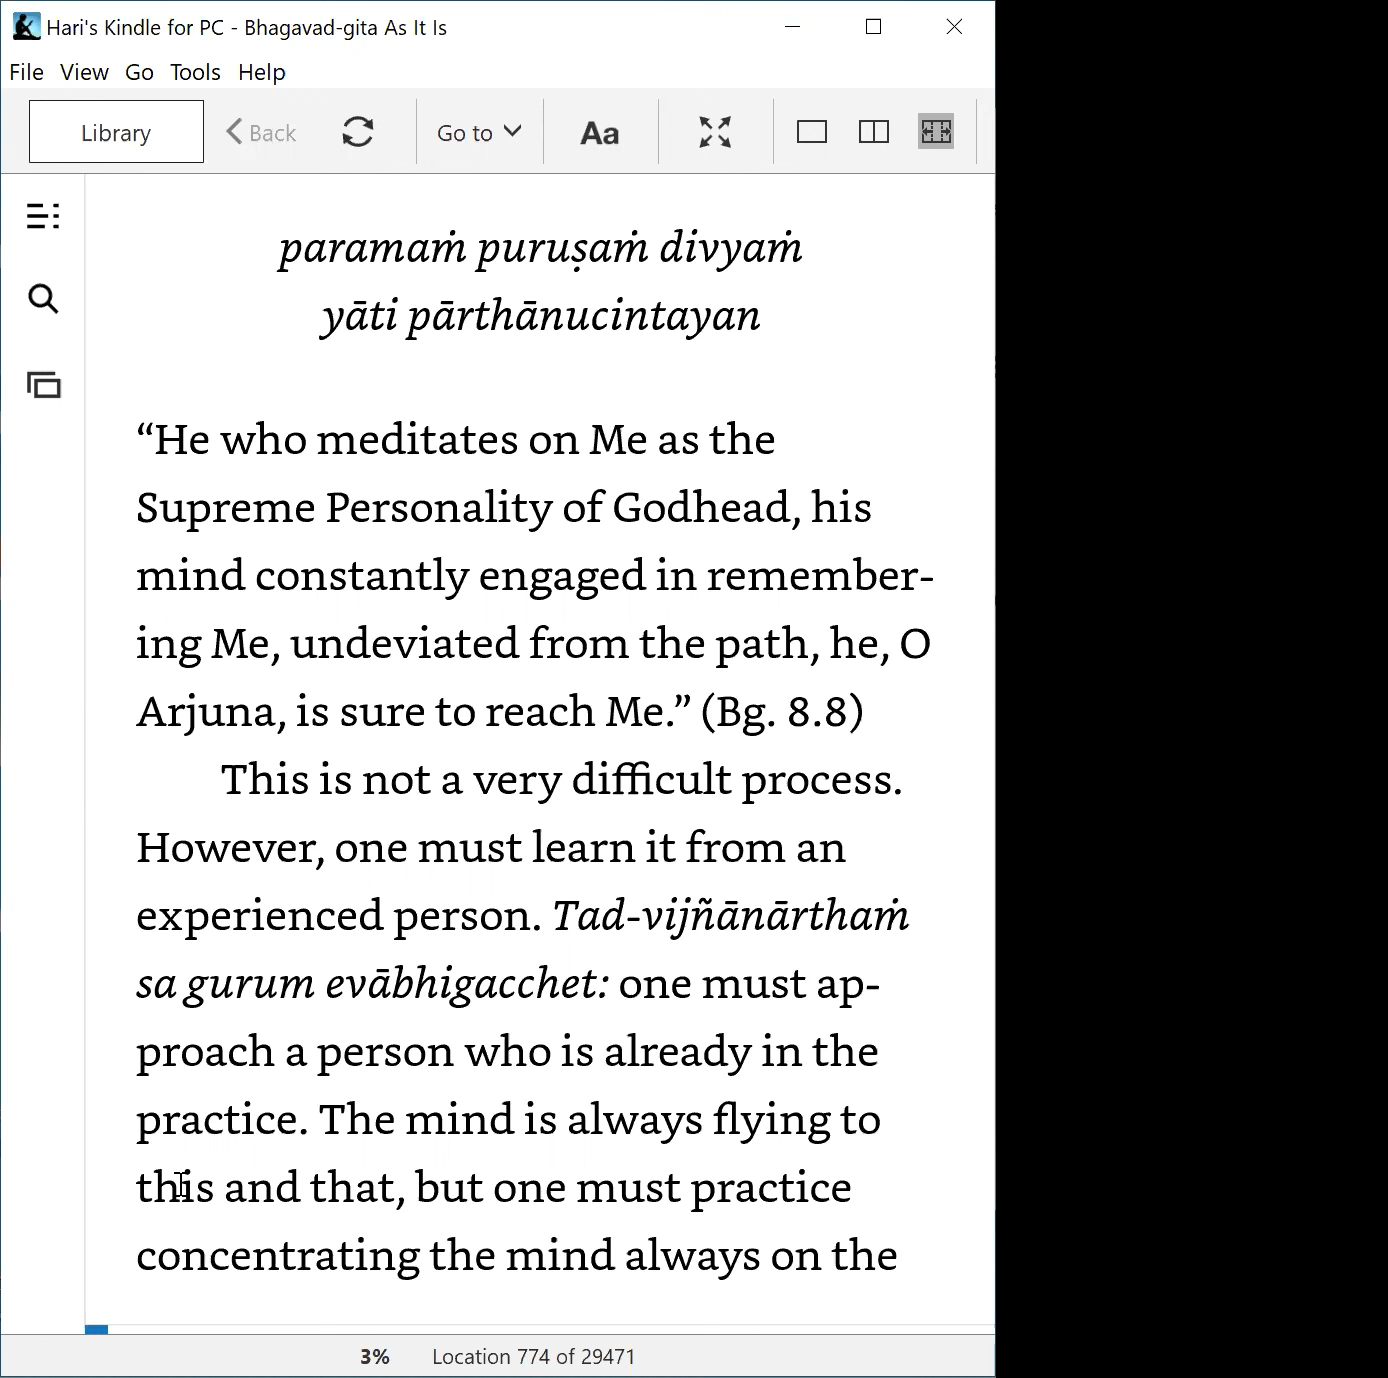 Hari's Kindle for PC - Bhagavad-gita As It Is
File View Go Tools Help
Library Back Go to Aa
paramaṁ puruṣaṁ divyaṁ
yāti pārthānucintayan
“He who meditates on Me as the
Supreme Personality of Godhead, his
mind constantly engaged in remember-
ing Me, undeviated from the path, he, O
Arjuna, is sure to reach Me.” (Bg. 8.8)
This is not a very difficult process.
However, one must learn it from an
experienced person. Tad-vijñānārthaṁ
sa gurum evābhigacchet: one must ap-
proach a person who is already in the
practice. The mind is always flying to
this and that, but one must practice
concentrating the mind always on the
3% Location 774 of 29471